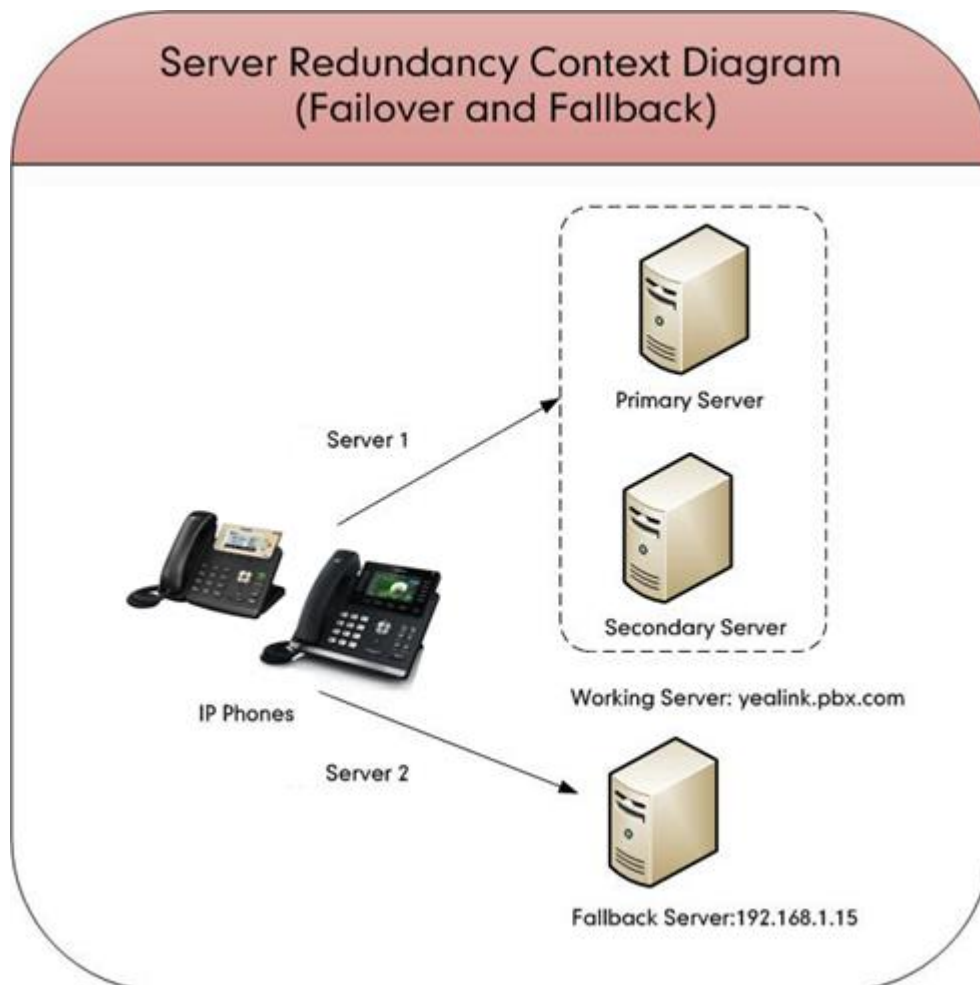 Server Redundancy Context Diagram
(Failover and Fallback)
Primary Server
Server 1
Secondary Server
Working Server: yealink.pbx.com
IP Phones
Server 2
Fallback Server:192.168.1.15